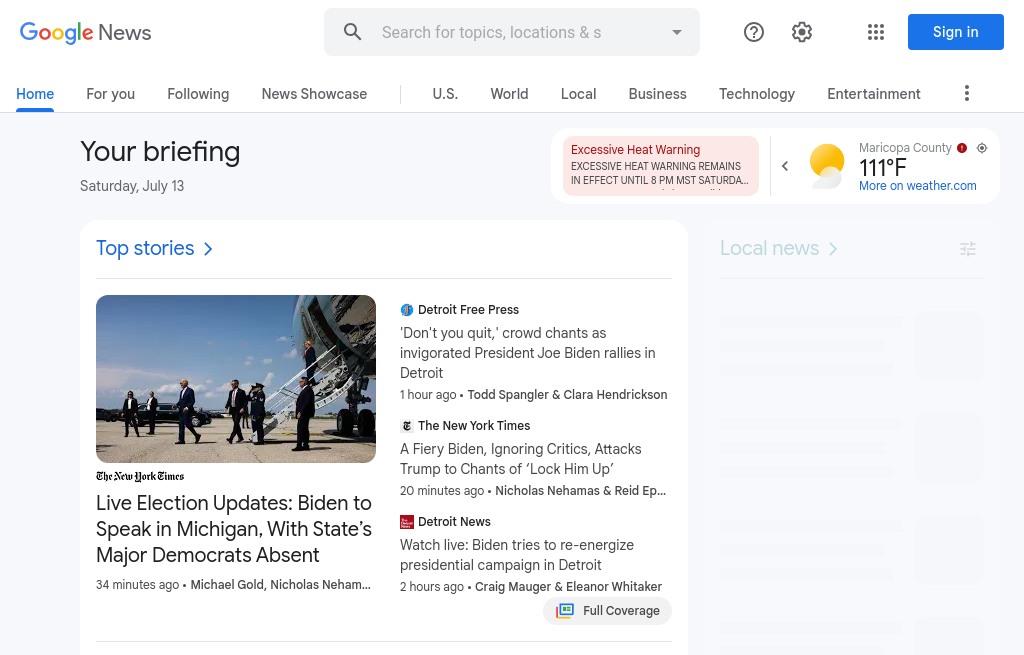 Google News
Search for topics, locations & s
Sign in
Home
For you
Following
News Showcase
U.S.
World
Local
Business
Technology
Entertainment
Your briefing
Saturday, July 13
Excessive Heat Warning
EXCESSIVE HEAT WARNING REMAINS
IN EFFECT UNTIL 8 PM MST SATURDA…
Maricopa County
111°F
More on weather.com
Top stories
Local news
The New York Times
Live Election Updates: Biden to
Speak in Michigan, With State’s
Major Democrats Absent
34 minutes ago • Michael Gold, Nicholas Neham…
Detroit Free Press
'Don't you quit,' crowd chants as
invigorated President Joe Biden rallies in
Detroit
1 hour ago • Todd Spangler & Clara Hendrickson
The New York Times
A Fiery Biden, Ignoring Critics, Attacks
Trump to Chants of ‘Lock Him Up’
20 minutes ago • Nicholas Nehamas & Reid Ep…
Detroit News
Watch live: Biden tries to re-energize
presidential campaign in Detroit
2 hours ago • Craig Mauger & Eleanor Whitaker
Full Coverage